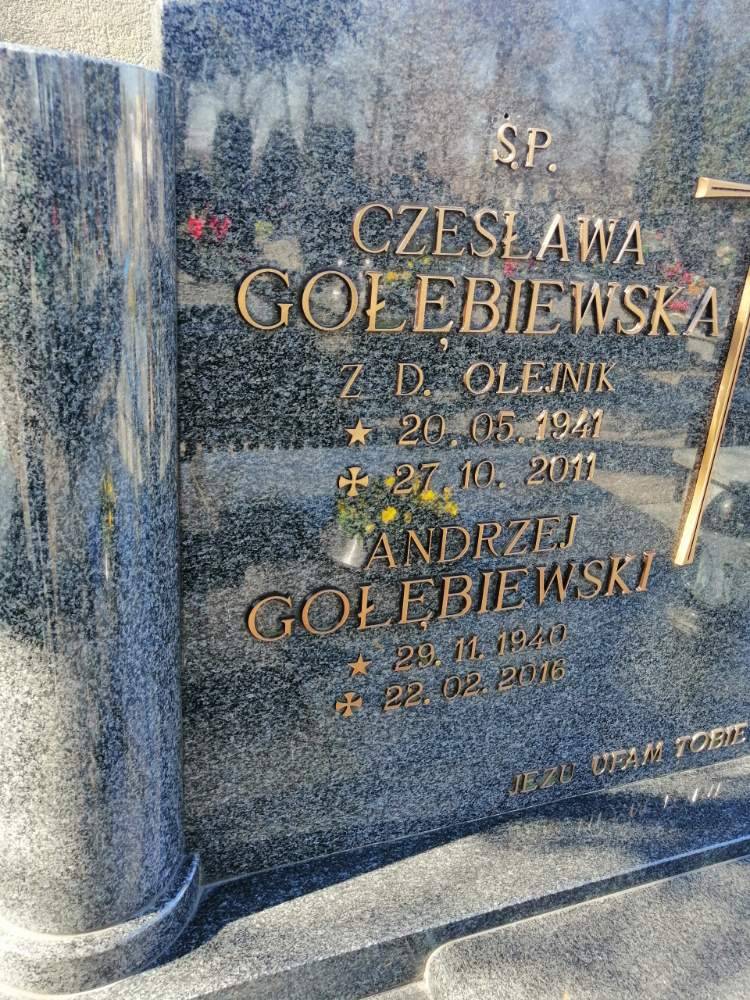 Ś.P.
CZESŁAWA
GOŁĘBIEWSKA
Z D. OLEJNIK
20.05.1941
27.10.2011
ANDRZEJ
GOŁĘBIEWSKI
29.11.1940
22.02.2016
JEZU UFAM TOBIE